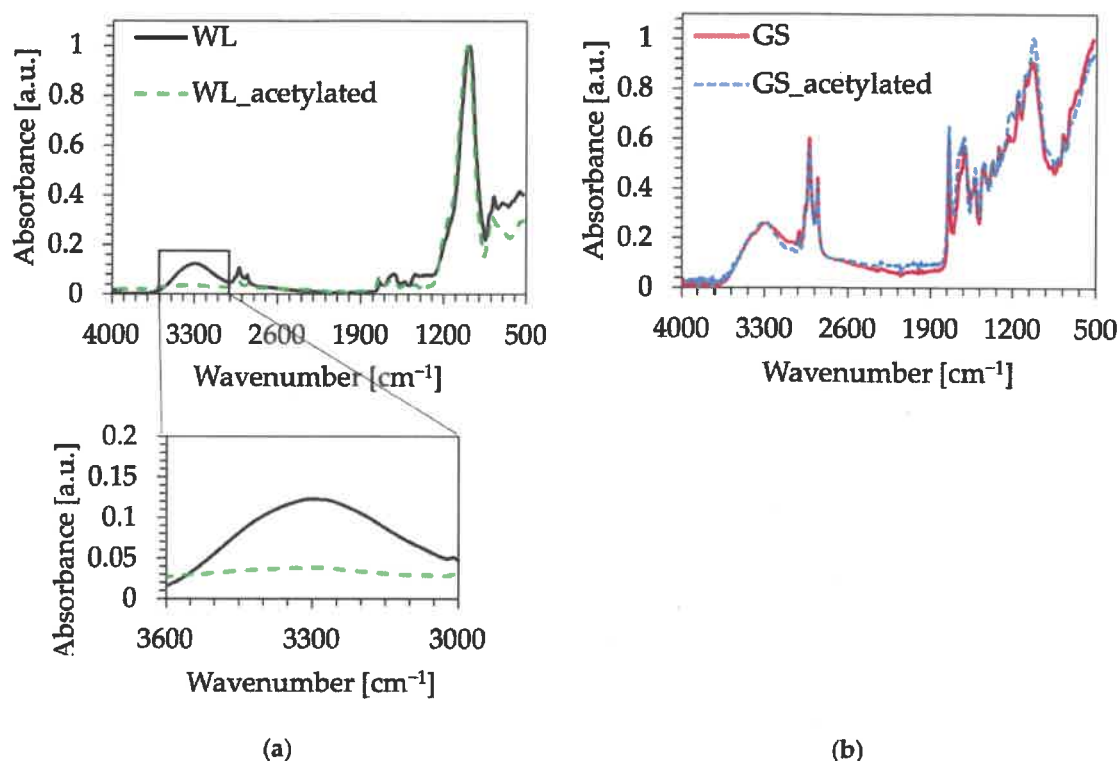 WL
WL_acetylated
Absorbance [a.u.]
1
0.8
0.6
0.4
0.2
0
4000 3300 2600 1900 1200 500
Wavenumber [cm⁻¹]
GS
GS_acetylated
Absorbance [a.u.]
1
0.8
0.6
0.4
0.2
0
4000 3300 2600 1900 1200 500
Wavenumber [cm⁻¹]
Absorbance [a.u.]
0.2
0.15
0.1
0.05
0
3600 3300 3000
Wavenumber [cm⁻¹]
(a) (b)